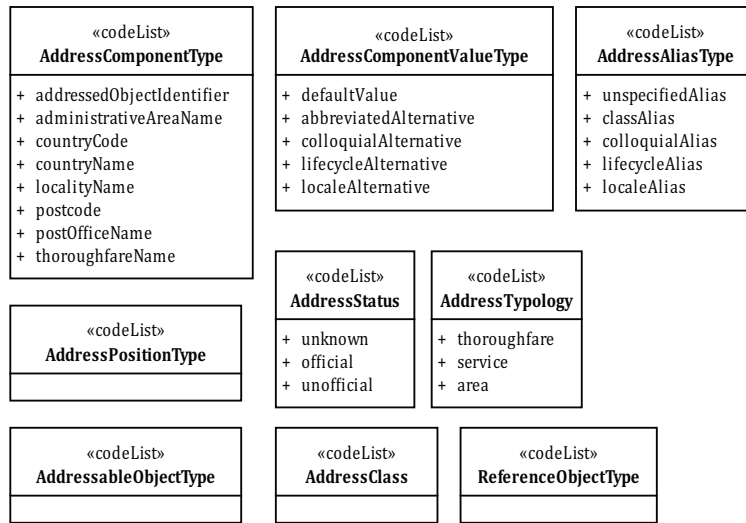 «codeList»
AddressComponentType
+ addressedObjectIdentifier
+ administrativeAreaName
+ countryCode
+ countryName
+ localityName
+ postcode
+ postOfficeName
+ thoroughfareName
«codeList»
AddressComponentValueType
+ defaultValue
+ abbreviatedAlternative
+ colloquialAlternative
+ lifecycleAlternative
+ localeAlternative
«codeList»
AddressAliasType
+ unspecifiedAlias
+ classAlias
+ colloquialAlias
+ lifecycleAlias
+ localeAlias
«codeList»
AddressPositionType
«codeList»
AddressStatus
+ unknown
+ official
+ unofficial
«codeList»
AddressTypology
+ thoroughfare
+ service
+ area
«codeList»
AddressableObjectType
«codeList»
AddressClass
«codeList»
ReferenceObjectType